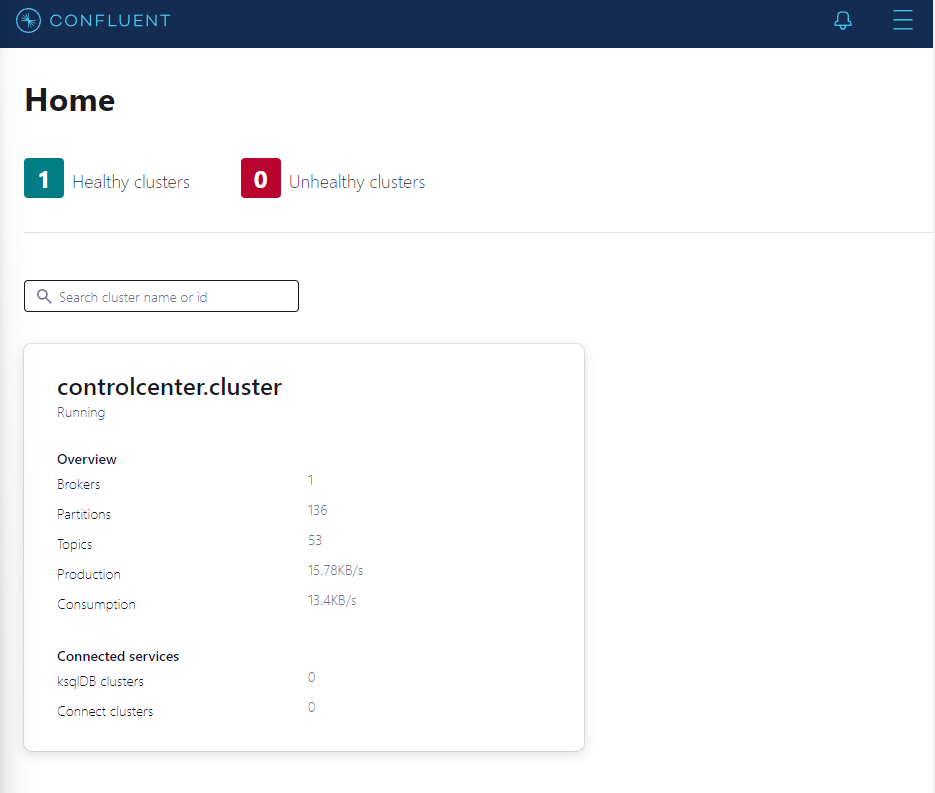 CONFLUENT
Home
1 Healthy clusters 0 Unhealthy clusters
Search cluster name or id
controlcenter.cluster
Running
Overview
Brokers 1
Partitions 136
Topics 53
Production 15.78KB/s
Consumption 13.4KB/s
Connected services
ksqlDB clusters 0
Connect clusters 0